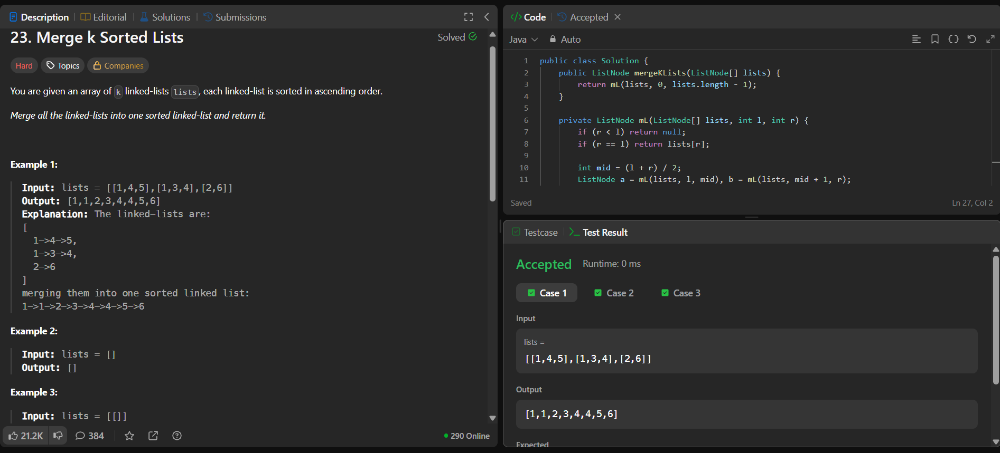 Description
Editorial
Solutions
Submissions
23. Merge k Sorted Lists
Solved
Hard
Topics
Companies
You are given an array of k linked-lists lists, each linked-list is sorted in ascending order.
Merge all the linked-lists into one sorted linked-list and return it.
Example 1:
Input: lists = [[1,4,5],[1,3,4],[2,6]]
Output: [1,1,2,3,4,4,5,6]
Explanation: The linked-lists are:
[
1->4->5,
1->3->4,
2->6
]
merging them into one sorted linked list:
1->1->2->3->4->4->5->6
Example 2:
Input: lists = []
Output: []
Example 3:
Input: lists = [[]]
21.2K
384
290 Online
</> Code
Accepted
Java
Auto
1 public class Solution {
2 public ListNode mergeKLists(ListNode[] lists) {
3 return mL(lists, 0, lists.length - 1);
4 }
5
6 private ListNode mL(ListNode[] lists, int l, int r) {
7 if (r < l) return null;
8 if (r == l) return lists[r];
9
10 int mid = (l + r) / 2;
11 ListNode a = mL(lists, l, mid), b = mL(lists, mid + 1, r);
Saved
Ln 27, Col 2
Testcase
Test Result
Accepted
Runtime: 0 ms
Case 1
Case 2
Case 3
Input
lists =
[[1,4,5],[1,3,4],[2,6]]
Output
[1,1,2,3,4,4,5,6]
Expected